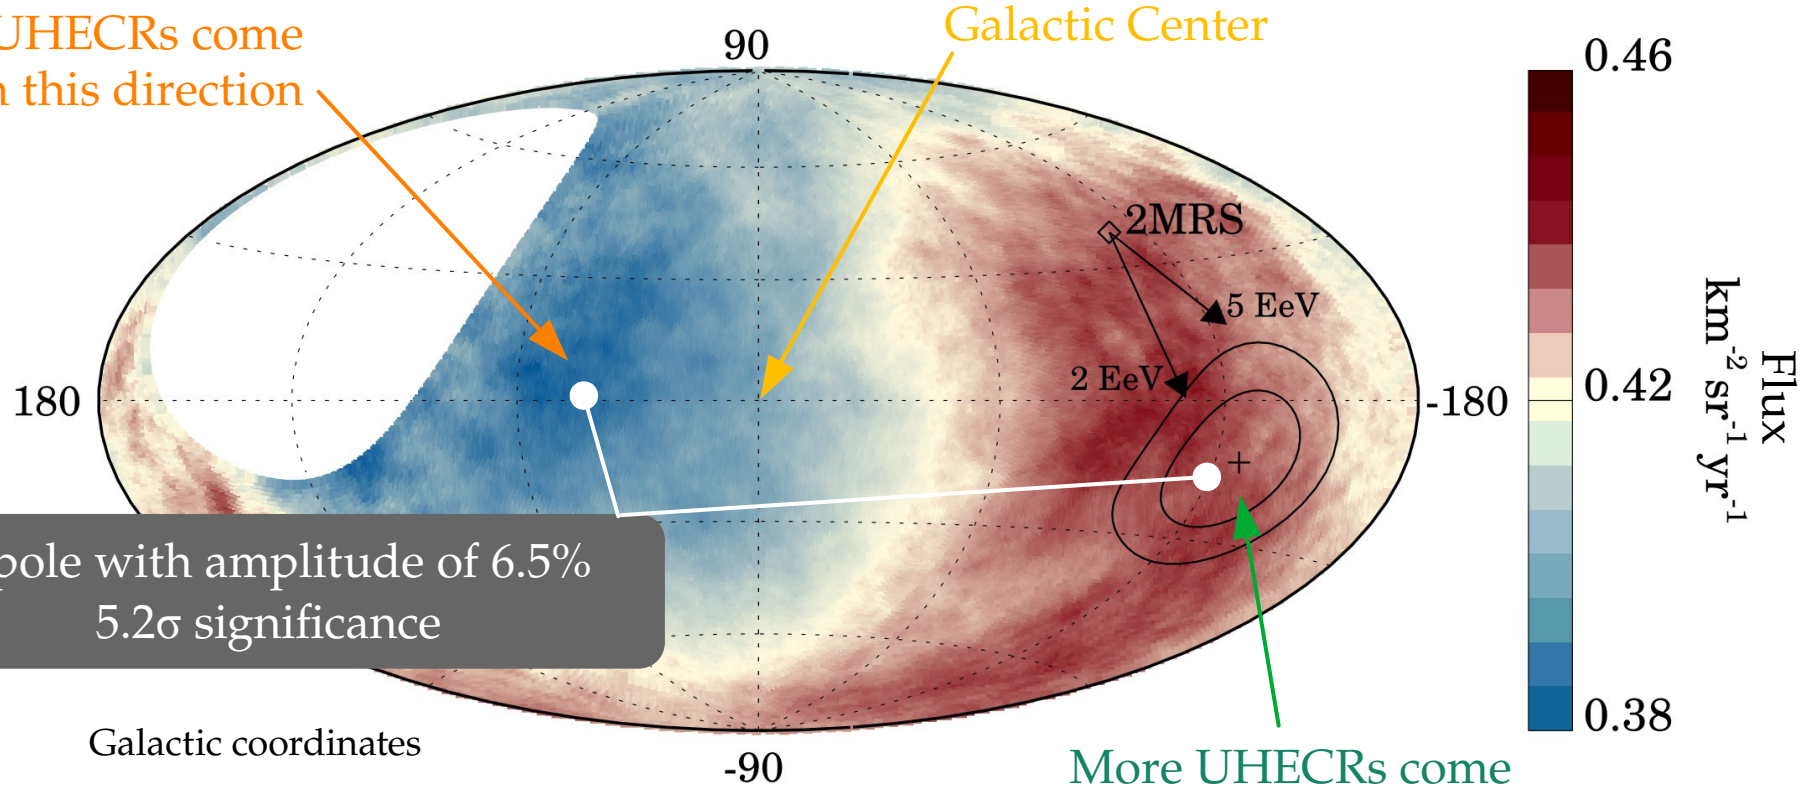 UHECRs come
this direction
Galactic Center
90
0.46
2MRS
5 EeV
2 EeV
180
-180
0.42
Flux
km⁻² sr⁻¹ yr⁻¹
pole with amplitude of 6.5%
5.2σ significance
0.38
Galactic coordinates
-90
More UHECRs come